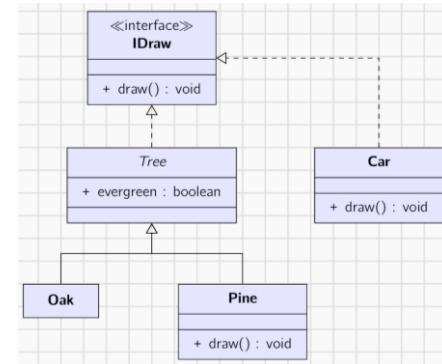 ≪interface≫
IDraw
+ draw() : void
Tree
+ evergreen : boolean
Car
+ draw() : void
Oak
Pine
+ draw() : void